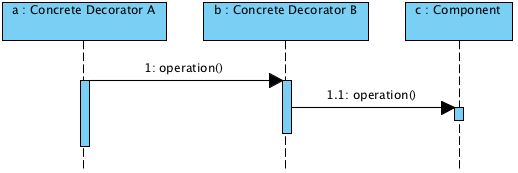 a : Concrete Decorator A
b : Concrete Decorator B
c : Component
1: operation()
1.1: operation()